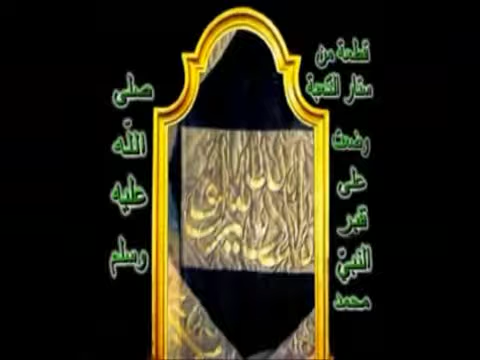 قطعة من
ستار الكعبة
وضعت
على
قبر
النبيّ
محمد
صلى
الله
عليه
وسلم